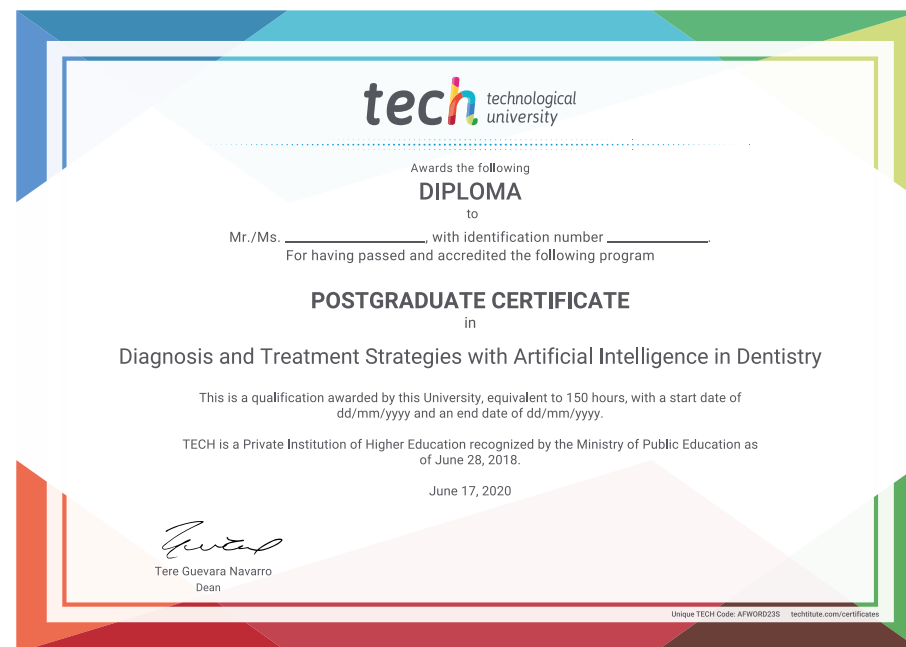 tech technological
university
Awards the following
DIPLOMA
to
Mr./Ms. ____________________, with identification number ______________.
For having passed and accredited the following program
POSTGRADUATE CERTIFICATE
in
Diagnosis and Treatment Strategies with Artificial Intelligence in Dentistry
This is a qualification awarded by this University, equivalent to 150 hours, with a start date of
dd/mm/yyyy and an end date of dd/mm/yyyy.
TECH is a Private Institution of Higher Education recognized by the Ministry of Public Education as
of June 28, 2018.
June 17, 2020
Tere Guevara Navarro
Dean
Unique TECH Code: AFWORD23S techtitute.com/certificates